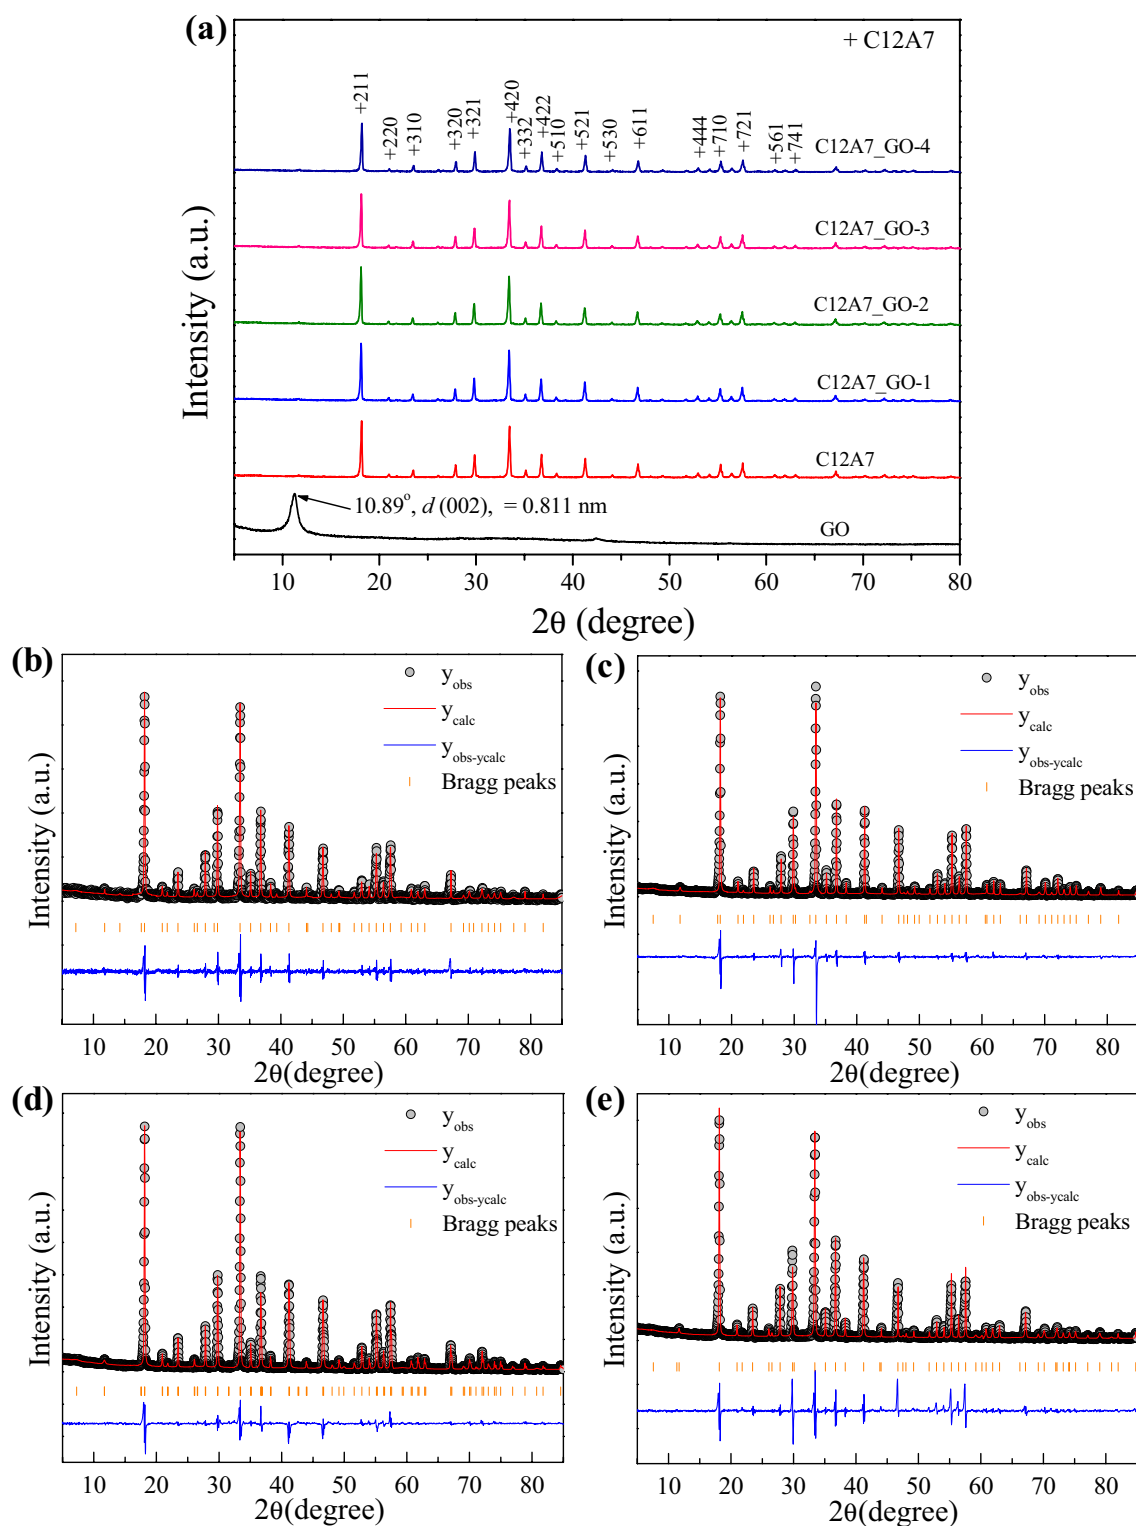 (a)
+ C12A7
+211
+220
+310
+320
+321
+420
+332
+422
+510
+521
+530
+611
+444
+710
+721
+561
+741
C12A7_GO-4
C12A7_GO-3
C12A7_GO-2
C12A7_GO-1
C12A7
10.89°, d (002), = 0.811 nm
GO
Intensity (a.u.)
10 20 30 40 50 60 70 80
2θ (degree)
(b)
y_obs
y_calc
y_obs-ycalc
Bragg peaks
Intensity (a.u.)
10 20 30 40 50 60 70 80
2θ(degree)
(c)
y_obs
y_calc
y_obs-ycalc
Bragg peaks
Intensity (a.u.)
10 20 30 40 50 60 70 80
2θ(degree)
(d)
y_obs
y_calc
y_obs-ycalc
Bragg peaks
Intensity (a.u.)
10 20 30 40 50 60 70 80
2θ(degree)
(e)
y_obs
y_calc
y_obs-ycalc
Bragg peaks
Intensity (a.u.)
10 20 30 40 50 60 70 80
2θ(degree)